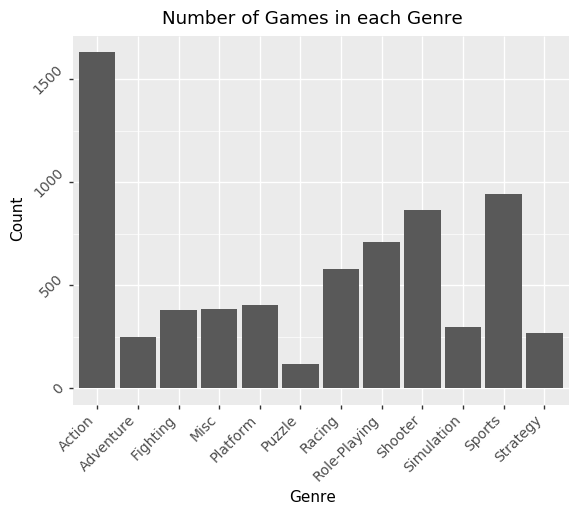 Number of Games in each Genre
Count
1500
1000
500
0
Action
Adventure
Fighting
Misc
Platform
Puzzle
Racing
Role-Playing
Shooter
Simulation
Sports
Strategy
Genre